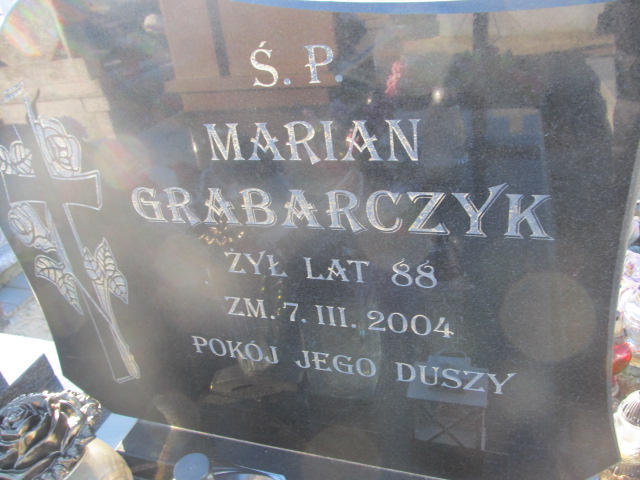 Ś. P.
MARIAN
GRABARCZYK
ŻYŁ LAT 88
ZM. 7. III. 2004
POKÓJ JEGO DUSZY